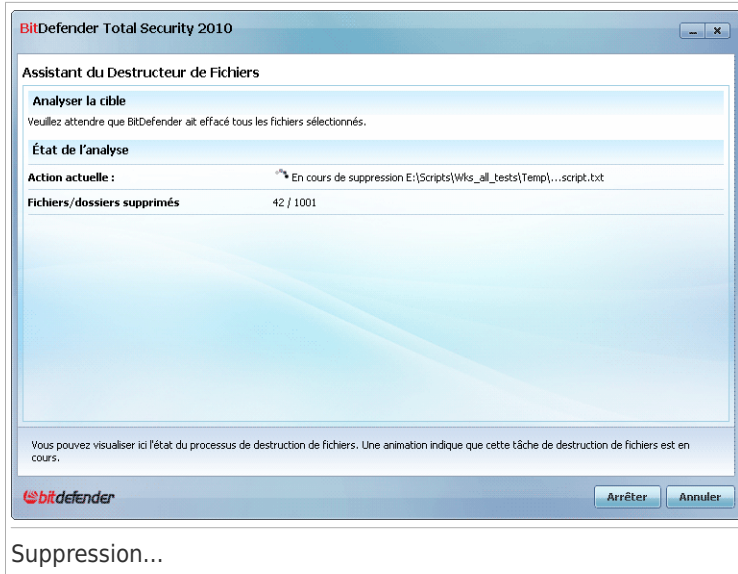 BitDefender Total Security 2010
Assistant du Destructeur de Fichiers
Analyser la cible
Veuillez attendre que BitDefender ait effacé tous les fichiers sélectionnés.
État de l'analyse
Action actuelle : En cours de suppression E:\Scripts\Wks_all_tests\Temp\...script.txt
Fichiers/dossiers supprimés 42 / 1001
Vous pouvez visualiser ici l'état du processus de destruction de fichiers. Une animation indique que cette tâche de destruction de fichiers est en
cours.
bitdefender
Arrêter Annuler
Suppression...